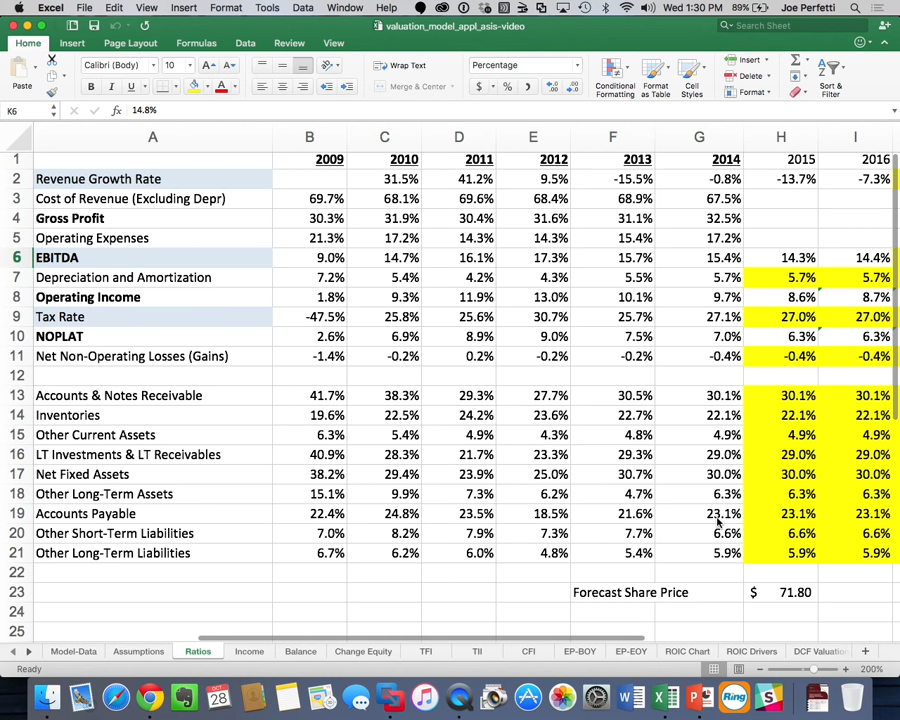 Excel File Edit View Insert Format Tools Data Window Help 89% Wed 1:30 PM Joe Perfetti
valuation_model_appl_asis-video
Search Sheet
Home Insert Page Layout Formulas Data Review View
Paste Calibri (Body) 10 A A Wrap Text Percentage Conditional Formatting Format as Table Cell Styles Insert Delete Format Sort & Filter
B I U A Merge & Center $ % ,
K6 fx 14.8%
A B C D E F G H I
1 2009 2010 2011 2012 2013 2014 2015 2016
2 Revenue Growth Rate 31.5% 41.2% 9.5% -15.5% -0.8% -13.7% -7.3%
3 Cost of Revenue (Excluding Depr) 69.7% 68.1% 69.6% 68.4% 68.9% 67.5%
4 Gross Profit 30.3% 31.9% 30.4% 31.6% 31.1% 32.5%
5 Operating Expenses 21.3% 17.2% 14.3% 14.3% 15.4% 17.2%
6 EBITDA 9.0% 14.7% 16.1% 17.3% 15.7% 15.4% 14.3% 14.4%
7 Depreciation and Amortization 7.2% 5.4% 4.2% 4.3% 5.5% 5.7% 5.7% 5.7%
8 Operating Income 1.8% 9.3% 11.9% 13.0% 10.1% 9.7% 8.6% 8.7%
9 Tax Rate -47.5% 25.8% 25.6% 30.7% 25.7% 27.1% 27.0% 27.0%
10 NOPLAT 2.6% 6.9% 8.9% 9.0% 7.5% 7.0% 6.3% 6.3%
11 Net Non-Operating Losses (Gains) -1.4% -0.2% 0.2% -0.2% -0.2% -0.4% -0.4% -0.4%
12
13 Accounts & Notes Receivable 41.7% 38.3% 29.3% 27.7% 30.5% 30.1% 30.1% 30.1%
14 Inventories 19.6% 22.5% 24.2% 23.6% 22.7% 22.1% 22.1% 22.1%
15 Other Current Assets 6.3% 5.4% 4.9% 4.3% 4.8% 4.9% 4.9% 4.9%
16 LT Investments & LT Receivables 40.9% 28.3% 21.7% 23.3% 29.3% 29.0% 29.0% 29.0%
17 Net Fixed Assets 38.2% 29.4% 23.9% 25.0% 30.7% 30.0% 30.0% 30.0%
18 Other Long-Term Assets 15.1% 9.9% 7.3% 6.2% 4.7% 6.3% 6.3% 6.3%
19 Accounts Payable 22.4% 24.8% 23.5% 18.5% 21.6% 23.1% 23.1% 23.1%
20 Other Short-Term Liabilities 7.0% 8.2% 7.9% 7.3% 7.7% 6.6% 6.6% 6.6%
21 Other Long-Term Liabilities 6.7% 6.2% 6.0% 4.8% 5.4% 5.9% 5.9% 5.9%
22
23 Forecast Share Price $ 71.80
24
25
Model-Data Assumptions Ratios Income Balance Change Equity TFI TII CFI EP-BOY EP-EOY ROIC Chart ROIC Drivers DCF Valuation +
Ready 200%
OCT 28 Ring